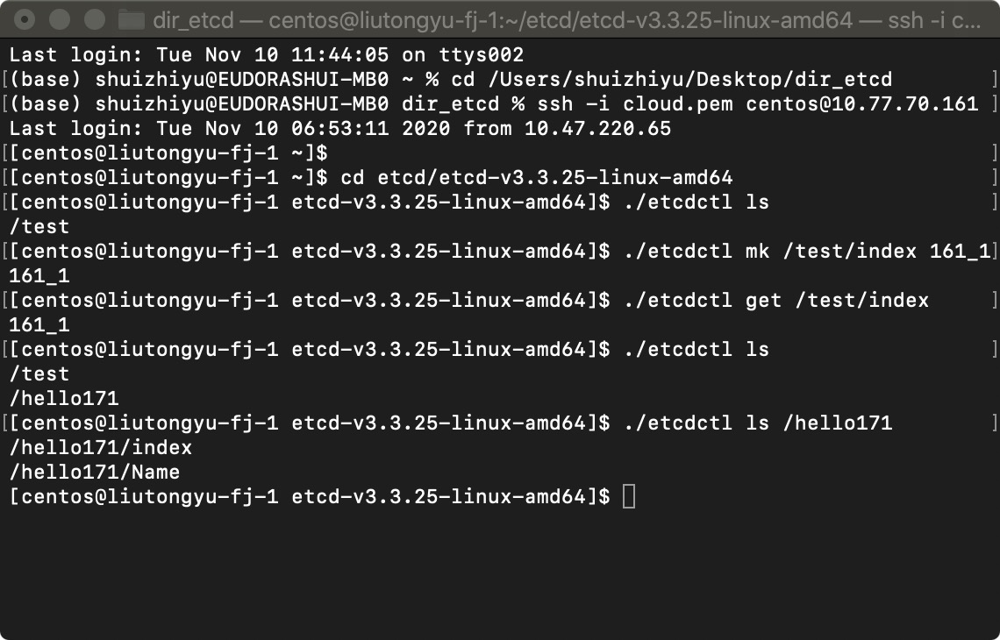 dir_etcd — centos@liutongyu-fj-1:~/etcd/etcd-v3.3.25-linux-amd64 — ssh -i c...
Last login: Tue Nov 10 11:44:05 on ttys002
[(base) shuizhiyu@EUDORASHUI-MB0 ~ % cd /Users/shuizhiyu/Desktop/dir_etcd ]
[(base) shuizhiyu@EUDORASHUI-MB0 dir_etcd % ssh -i cloud.pem centos@10.77.70.161 ]
Last login: Tue Nov 10 06:53:11 2020 from 10.47.220.65
[[centos@liutongyu-fj-1 ~]$ ]
[[centos@liutongyu-fj-1 ~]$ cd etcd/etcd-v3.3.25-linux-amd64 ]
[[centos@liutongyu-fj-1 etcd-v3.3.25-linux-amd64]$ ./etcdctl ls ]
/test
[[centos@liutongyu-fj-1 etcd-v3.3.25-linux-amd64]$ ./etcdctl mk /test/index 161_1]
161_1
[[centos@liutongyu-fj-1 etcd-v3.3.25-linux-amd64]$ ./etcdctl get /test/index ]
161_1
[[centos@liutongyu-fj-1 etcd-v3.3.25-linux-amd64]$ ./etcdctl ls ]
/test
/hello171
[[centos@liutongyu-fj-1 etcd-v3.3.25-linux-amd64]$ ./etcdctl ls /hello171 ]
/hello171/index
/hello171/Name
[centos@liutongyu-fj-1 etcd-v3.3.25-linux-amd64]$